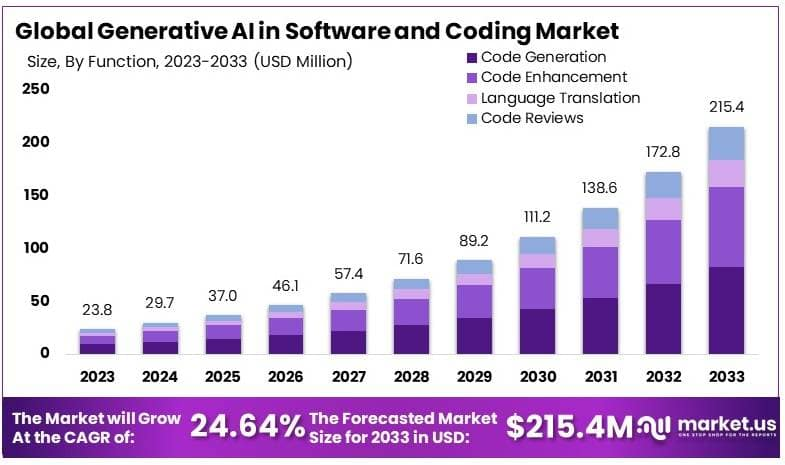 Global Generative AI in Software and Coding Market
Size, By Function, 2023-2033 (USD Million)
Code Generation
Code Enhancement
Language Translation
Code Reviews
250
200
150
100
50
0
23.8
29.7
37.0
46.1
57.4
71.6
89.2
111.2
138.6
172.8
215.4
2023 2024 2025 2026 2027 2028 2029 2030 2031 2032 2033
The Market will Grow
At the CAGR of:
24.64%
The Forecasted Market
Size for 2033 in USD:
$215.4M
market.us
ONE STOP SHOP FOR THE REPORTS